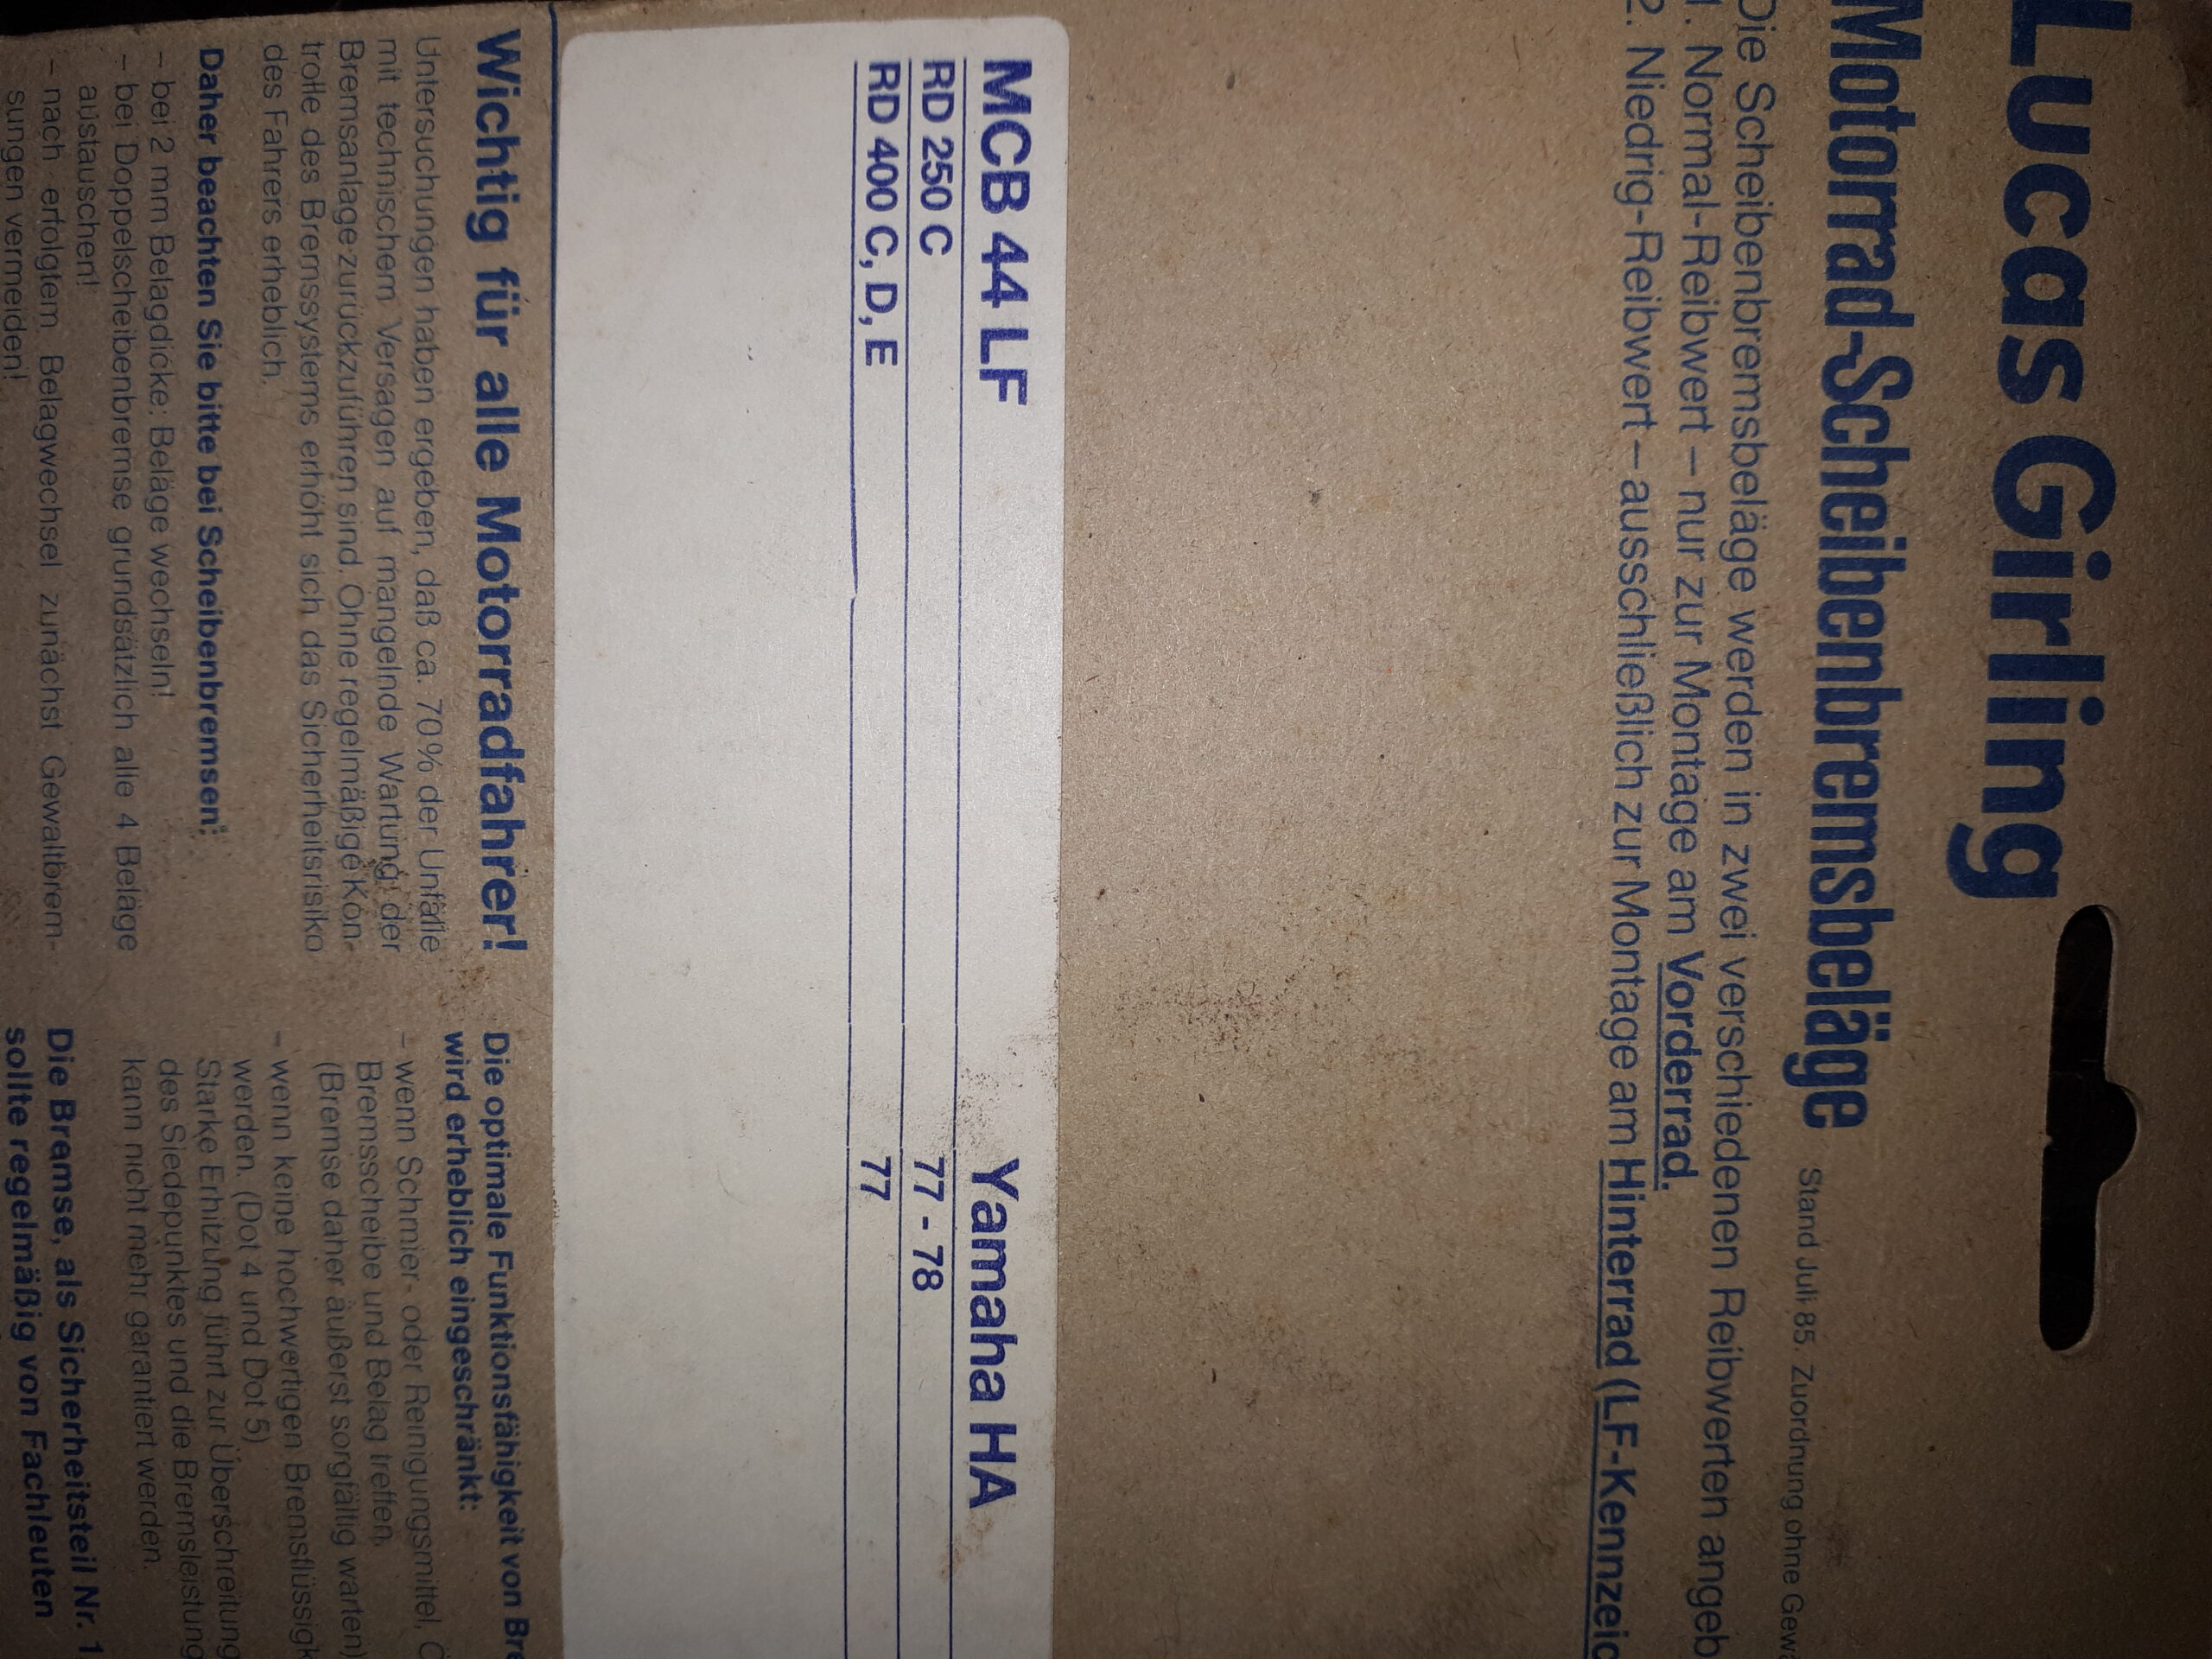 Lucas Girling
Motorrad-Scheibenbremsbeläge Stand Juli 85. Zuordnung ohne
Die Scheibenbremsbeläge werden in zwei verschiedenen Reibwerten
1. Normal-Reibwert – nur zur Montage am Vorderrad.
2. Niedrig-Reibwert – ausschließlich zur Montage am Hinterrad (LF-Kennzeic
MCB 44 LF Yamaha HA
RD 250 C 77 - 78
RD 400 C, D, E 77
Wichtig für alle Motorradfahrer!
Untersuchungen haben ergeben, daß ca. 70% der Unfälle
mit technischem Versagen auf mangelnde Wartung der
Bremsanlage zurückzuführen sind. Ohne regelmäßige Kon-
trolle des Bremssystems erhöht sich das Sicherheitsrisiko
des Fahrers erheblich.
Daher beachten Sie bitte bei Scheibenbremsen:
– bei 2 mm Belagdicke: Beläge wechseln!
– bei Doppelscheibenbremse grundsätzlich alle 4 Beläge
austauschen!
– nach erfolgtem Belagwechsel zunächst Gewaltbrem-
sungen vermeiden!
Die optimale Funktionsfähigkeit von Bre
wird erheblich eingeschränkt:
– wenn Schmier- oder Reinigungsmittel, Ö
Bremsscheibe und Belag treffen.
(Bremse daher äußerst sorgfältig warten)
– wenn keine hochwertigen Bremsflüssigk
werden. (Dot 4 und Dot 5)
Starke Erhitzung führt zur Überschreitung
des Siedepunktes und die Bremsleistung
kann nicht mehr garantiert werden.
Die Bremse, als Sicherheitsteil Nr. 1
sollte regelmäßig von Fachleuten